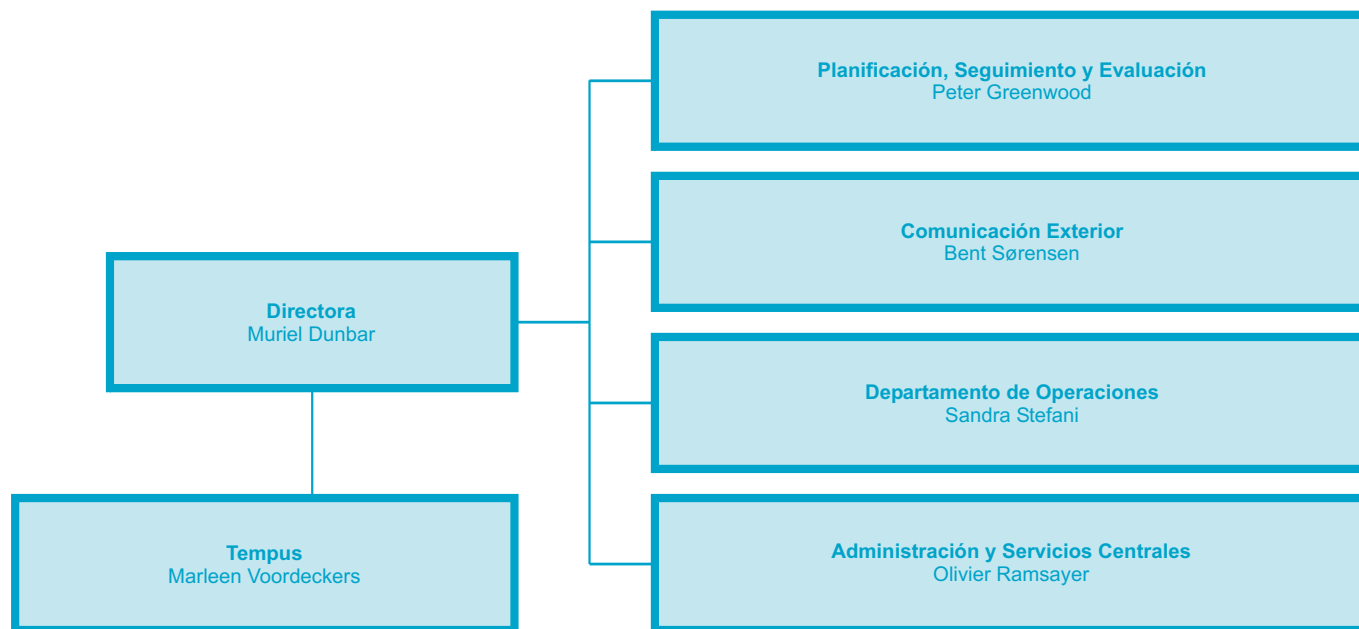 Planificación, Seguimiento y Evaluación
Peter Greenwood
Comunicación Exterior
Bent Sørensen
Directora
Muriel Dunbar
Departamento de Operaciones
Sandra Stefani
Tempus
Marleen Voordeckers
Administración y Servicios Centrales
Olivier Ramsayer